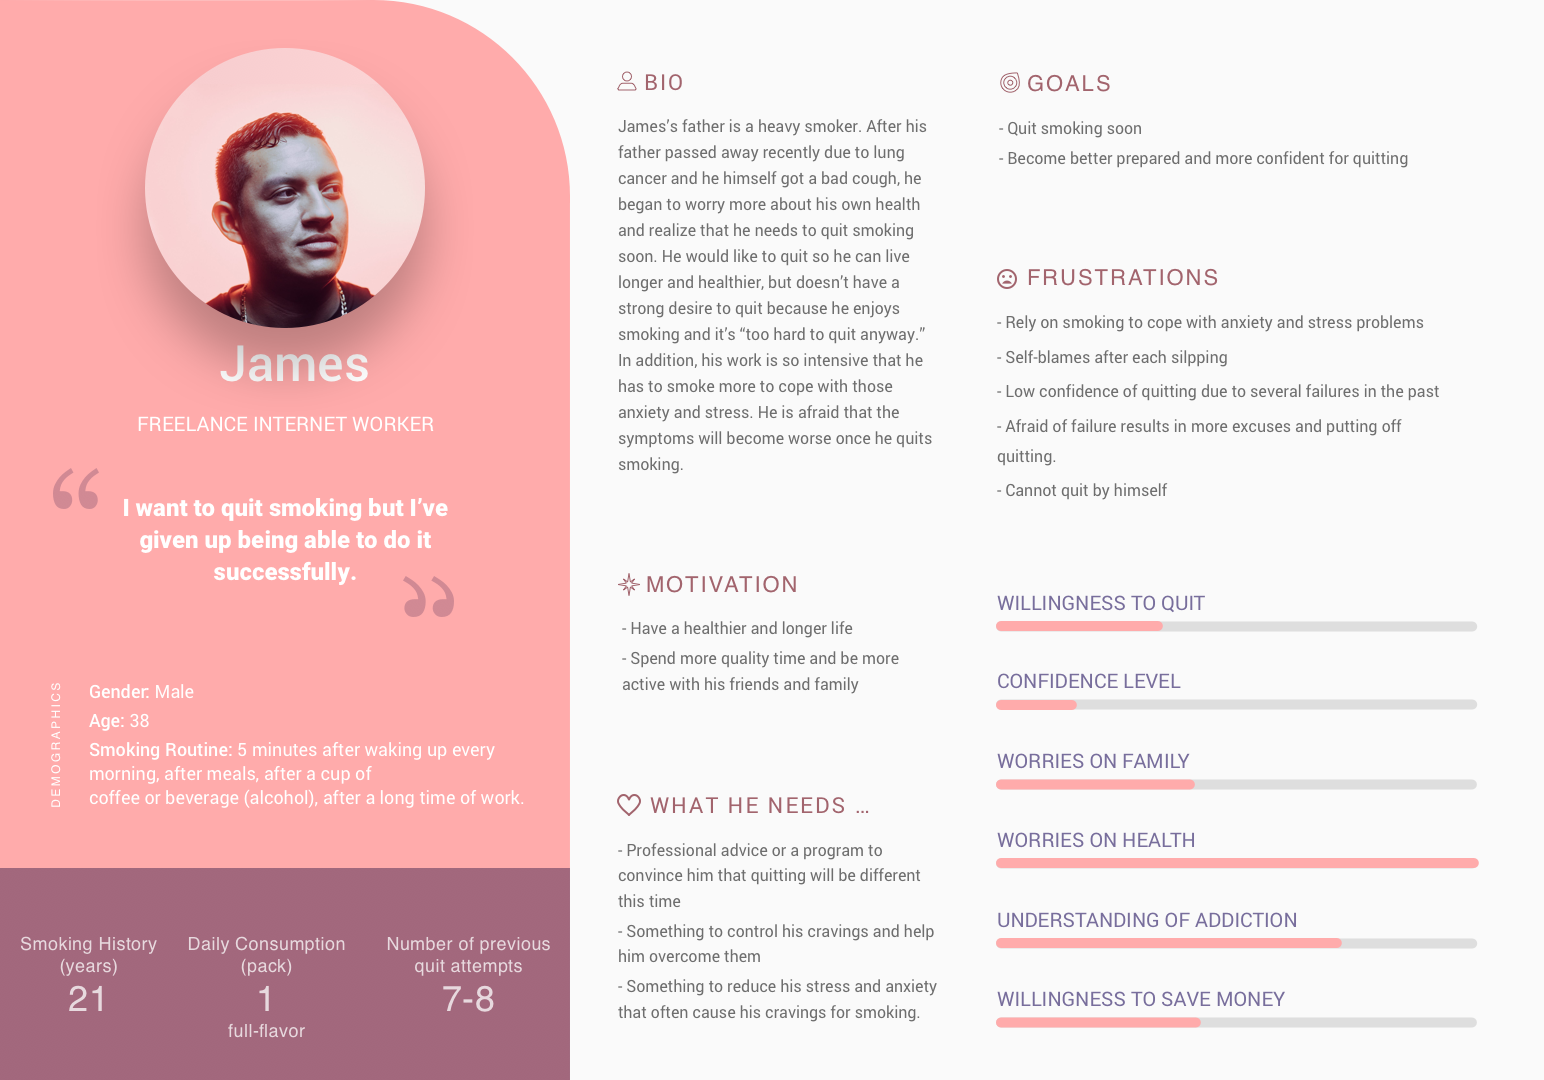 James
FREELANCE INTERNET WORKER
“
I want to quit smoking but I’ve
given up being able to do it
successfully.
”
DEMOGRAPHICS
Gender: Male
Age: 38
Smoking Routine: 5 minutes after waking up every
morning, after meals, after a cup of
coffee or beverage (alcohol), after a long time of work.
Smoking History
(years)
21
Daily Consumption
(pack)
1
full-flavor
Number of previous
quit attempts
7-8
BIO
James’s father is a heavy smoker. After his
father passed away recently due to lung
cancer and he himself got a bad cough, he
began to worry more about his own health
and realize that he needs to quit smoking
soon. He would like to quit so he can live
longer and healthier, but doesn’t have a
strong desire to quit because he enjoys
smoking and it’s “too hard to quit anyway.”
In addition, his work is so intensive that he
has to smoke more to cope with those
anxiety and stress. He is afraid that the
symptoms will become worse once he quits
smoking.
MOTIVATION
- Have a healthier and longer life
- Spend more quality time and be more
active with his friends and family
WHAT HE NEEDS ...
- Professional advice or a program to
convince him that quitting will be different
this time
- Something to control his cravings and help
him overcome them
- Something to reduce his stress and anxiety
that often cause his cravings for smoking.
GOALS
- Quit smoking soon
- Become better prepared and more confident for quitting
FRUSTRATIONS
- Rely on smoking to cope with anxiety and stress problems
- Self-blames after each silpping
- Low confidence of quitting due to several failures in the past
- Afraid of failure results in more excuses and putting off
quitting.
- Cannot quit by himself
WILLINGNESS TO QUIT
CONFIDENCE LEVEL
WORRIES ON FAMILY
WORRIES ON HEALTH
UNDERSTANDING OF ADDICTION
WILLINGNESS TO SAVE MONEY